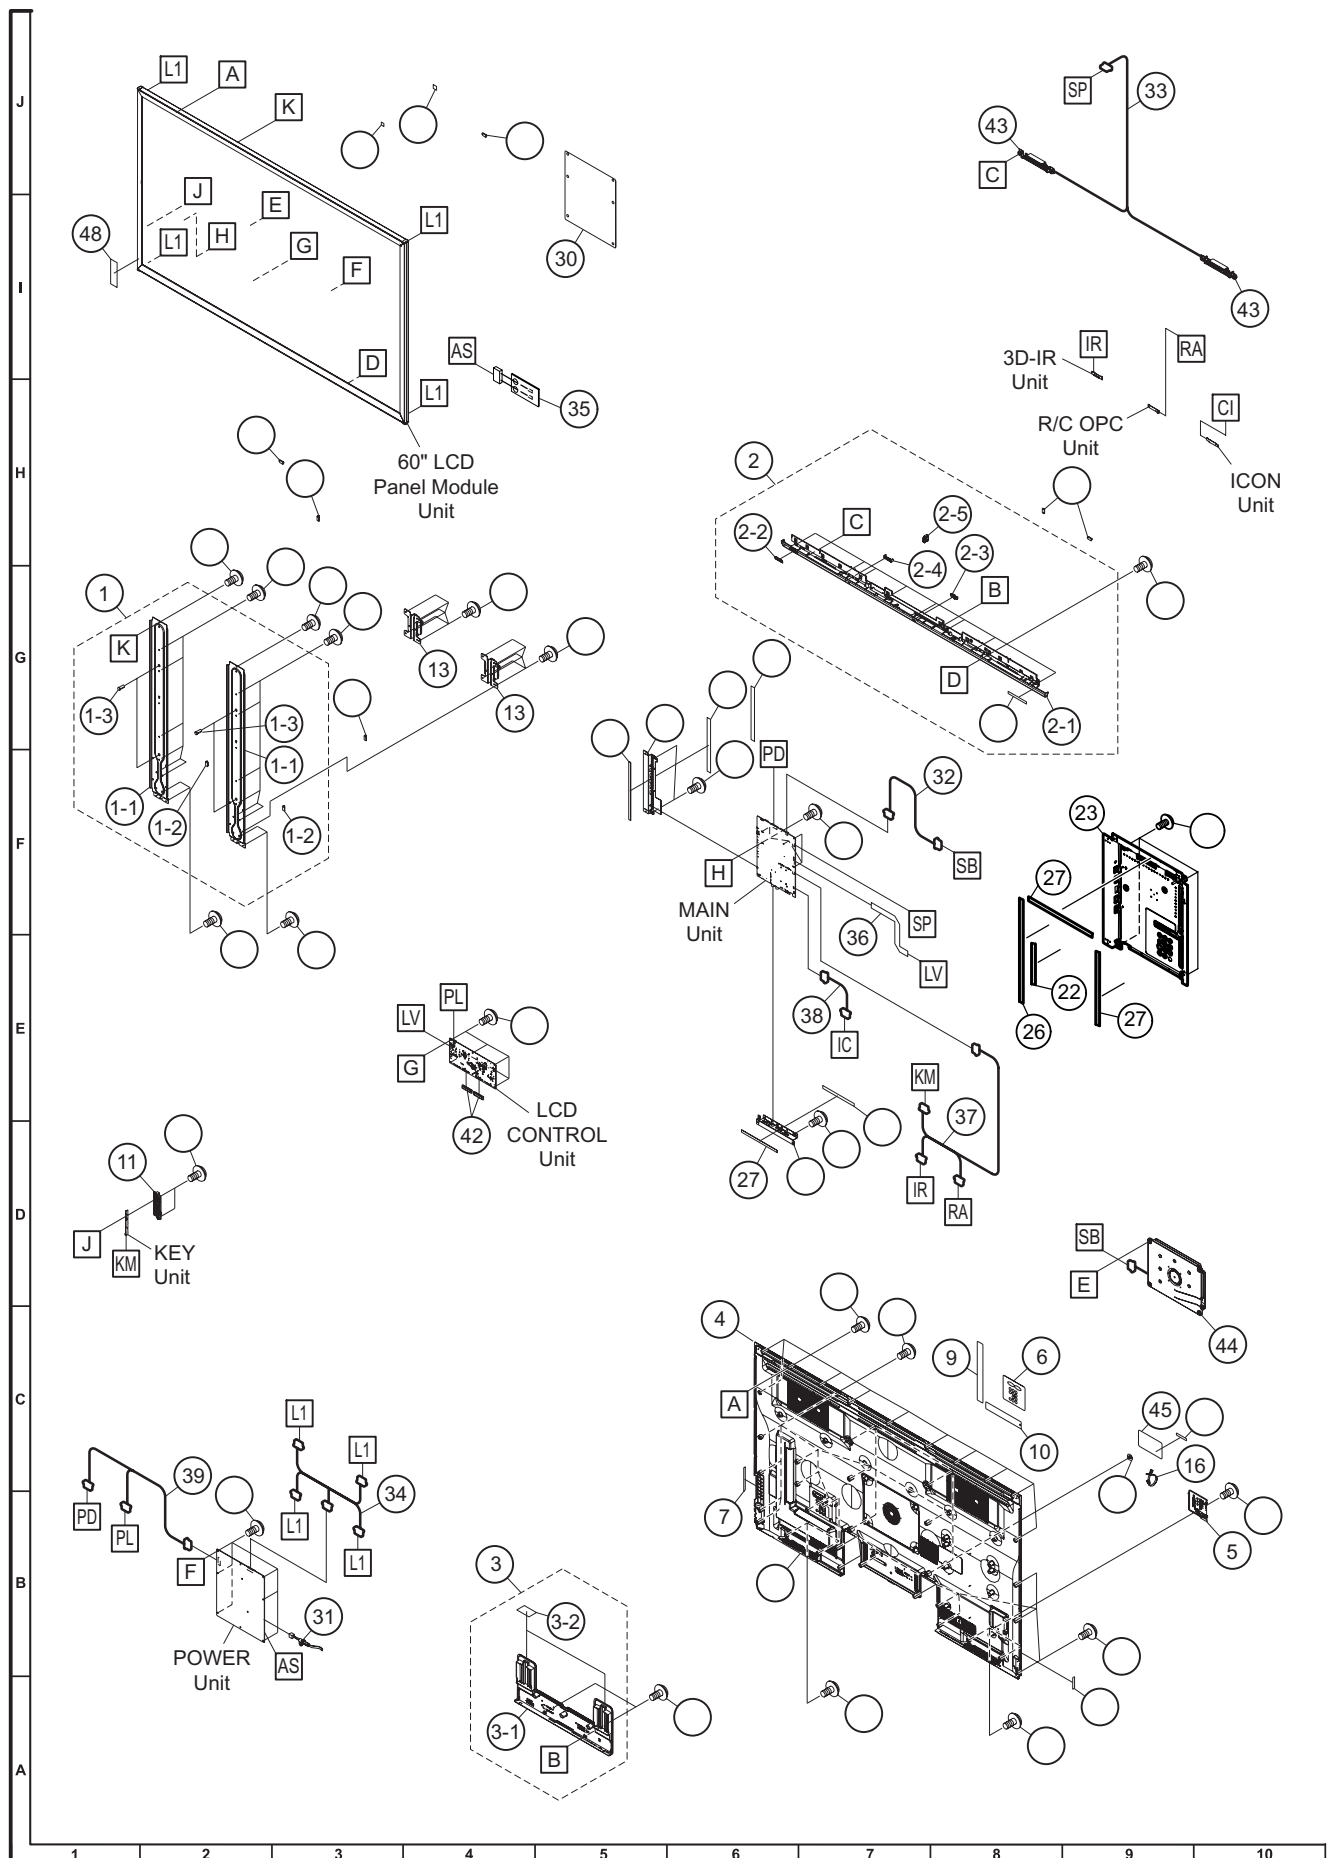 J
I
H
G
F
E
D
C
B
A
L1
A
K
J
E
L1
H
G
F
L1
48
D
L1
60" LCD
Panel Module
Unit
30
AS
35
SP
33
43
C
43
3D-IR
Unit
IR
RA
R/C OPC
Unit
CI
ICON
Unit
2
2-2
C
2-5
2-3
2-4
B
D
2-1
1
K
1-3
1-3
1-1
1-1
1-2
1-2
13
13
PD
32
SB
H
MAIN
Unit
SP
36
LV
38
IC
23
27
22
26
27
PL
LV
G
42
LCD
CONTROL
Unit
KM
37
IR
RA
27
11
J
KM
KEY
Unit
SB
E
44
4
A
9
6
10
45
16
7
5
L1
L1
39
34
PD
PL
L1
L1
F
31
POWER
Unit
AS
3
3-2
3-1
B
1 2 3 4 5 6 7 8 9 10